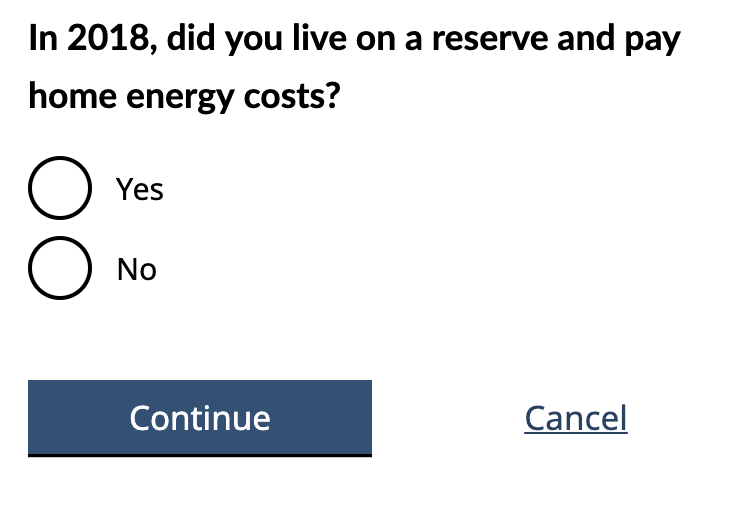 In 2018, did you live on a reserve and pay
home energy costs?
Yes
No
Continue
Cancel